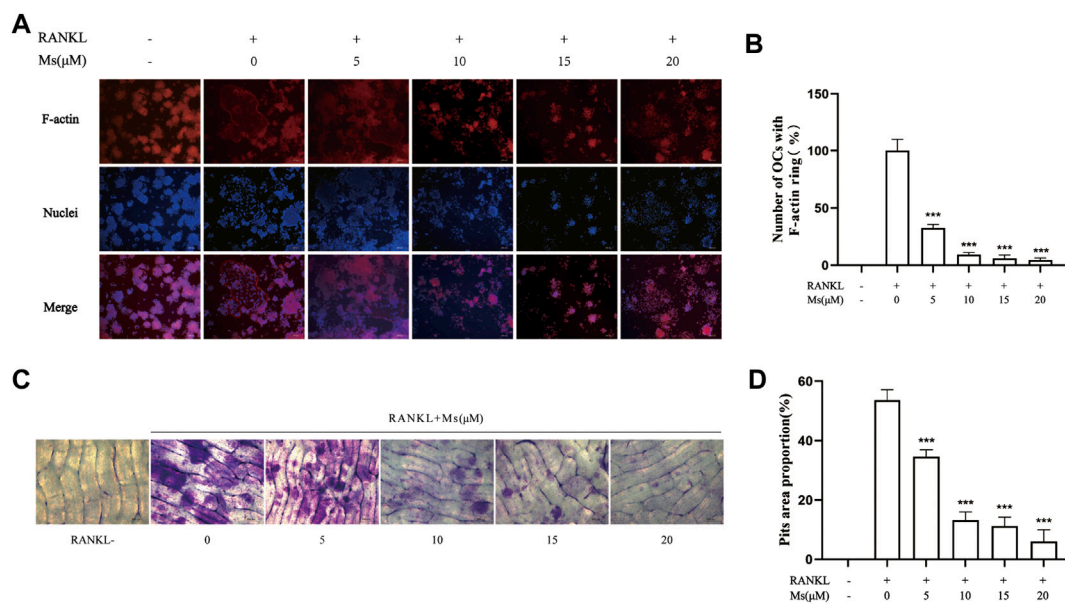 A
RANKL - + + + + +
Ms(μM) - 0 5 10 15 20
F-actin
Nuclei
Merge
B
Number of OCs with
F-actin ring( %)
150
100
50
0
***
***
***
***
RANKL - + + + + +
Ms(μM) - 0 5 10 15 20
C
RANKL+Ms(μM)
RANKL- 0 5 10 15 20
D
Pits area proportion(%)
60
40
20
0
***
***
***
***
RANKL - + + + + +
Ms(μM) - 0 5 10 15 20